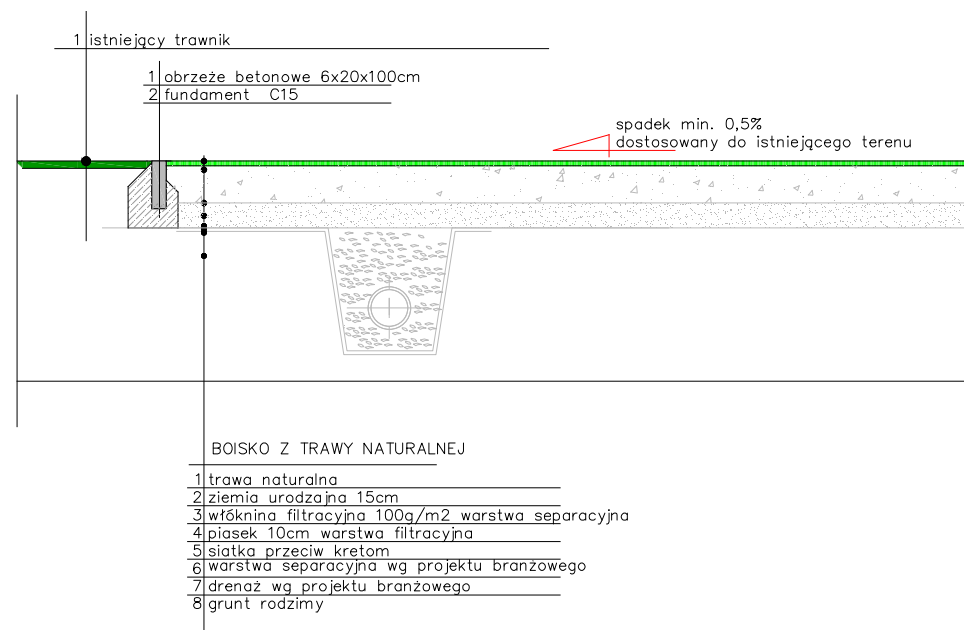 1 istniejący trawnik
1 obrzeże betonowe 6x20x100cm
2 fundament C15
spadek min. 0,5%
dostosowany do istniejącego terenu
BOISKO Z TRAWY NATURALNEJ
1 trawa naturalna
2 ziemia urodzajna 15cm
3 włóknina filtracyjna 100g/m2 warstwa separacyjna
4 piasek 10cm warstwa filtracyjna
5 siatka przeciw kretom
6 warstwa separacyjna wg projektu branżowego
7 drenaż wg projektu branżowego
8 grunt rodzimy